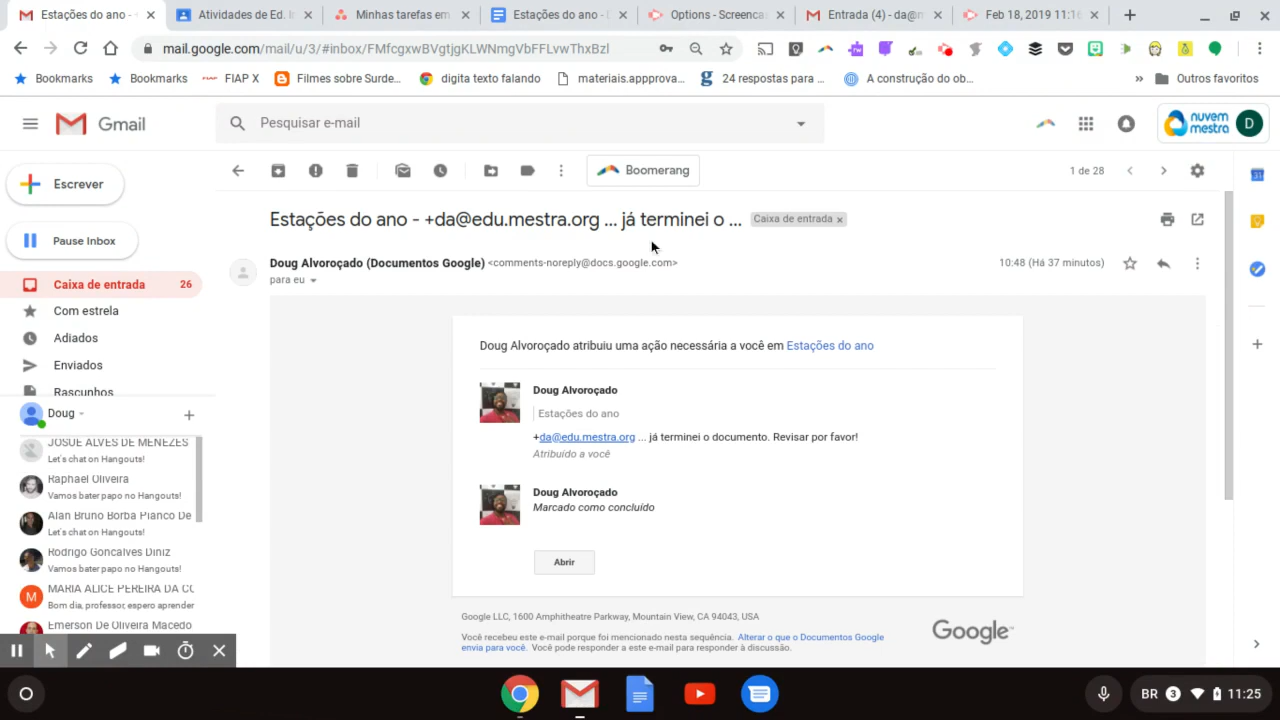 Estações do ano - +
Atividades de Ed. I
Minhas tarefas em
Estações do ano - D
Options - Screencas
Entrada (4) - da@m
Feb 18, 2019 11:16
mail.google.com/mail/u/3/#inbox/FMfcgxwBVgtjgKLWNmgVbFFLvwThxBzl
Bookmarks
Bookmarks
FIAP X
Filmes sobre Surde...
digita texto falando
materiais.appprova...
24 respostas para ...
A construção do ob...
»
Outros favoritos
Gmail
Pesquisar e-mail
nuvem
mestra
D
Escrever
Boomerang
1 de 28
Estações do ano - +da@edu.mestra.org ... já terminei o ...
Caixa de entrada x
Pause Inbox
Doug Alvoroçado (Documentos Google) <comments-noreply@docs.google.com>
10:48 (Há 37 minutos)
para eu
Caixa de entrada 26
Com estrela
Adiados
Enviados
Rascunhos
Doug Alvoroçado atribuiu uma ação necessária a você em Estações do ano
Doug Alvoroçado
Estações do ano
+da@edu.mestra.org ... já terminei o documento. Revisar por favor!
Atribuído a você
Doug Alvoroçado
Marcado como concluído
Abrir
Doug
JOSUE ALVES DE MENEZES
Let's chat on Hangouts!
Raphael Oliveira
Vamos bater papo no Hangouts!
Alan Bruno Borba Pianco De
Let's chat on Hangouts!
Rodrigo Goncalves Diniz
Vamos bater papo no Hangouts!
M
MARIA ALICE PEREIRA DA CO
Bom dia, professor, espero aprender
Emerson De Oliveira Macedo
Google LLC, 1600 Amphitheatre Parkway, Mountain View, CA 94043, USA
Você recebeu este e-mail porque foi mencionado nesta sequência. Alterar o que o Documentos Google
envia para você. Você pode responder a este e-mail para responder à discussão.
Google
BR 3 11:25